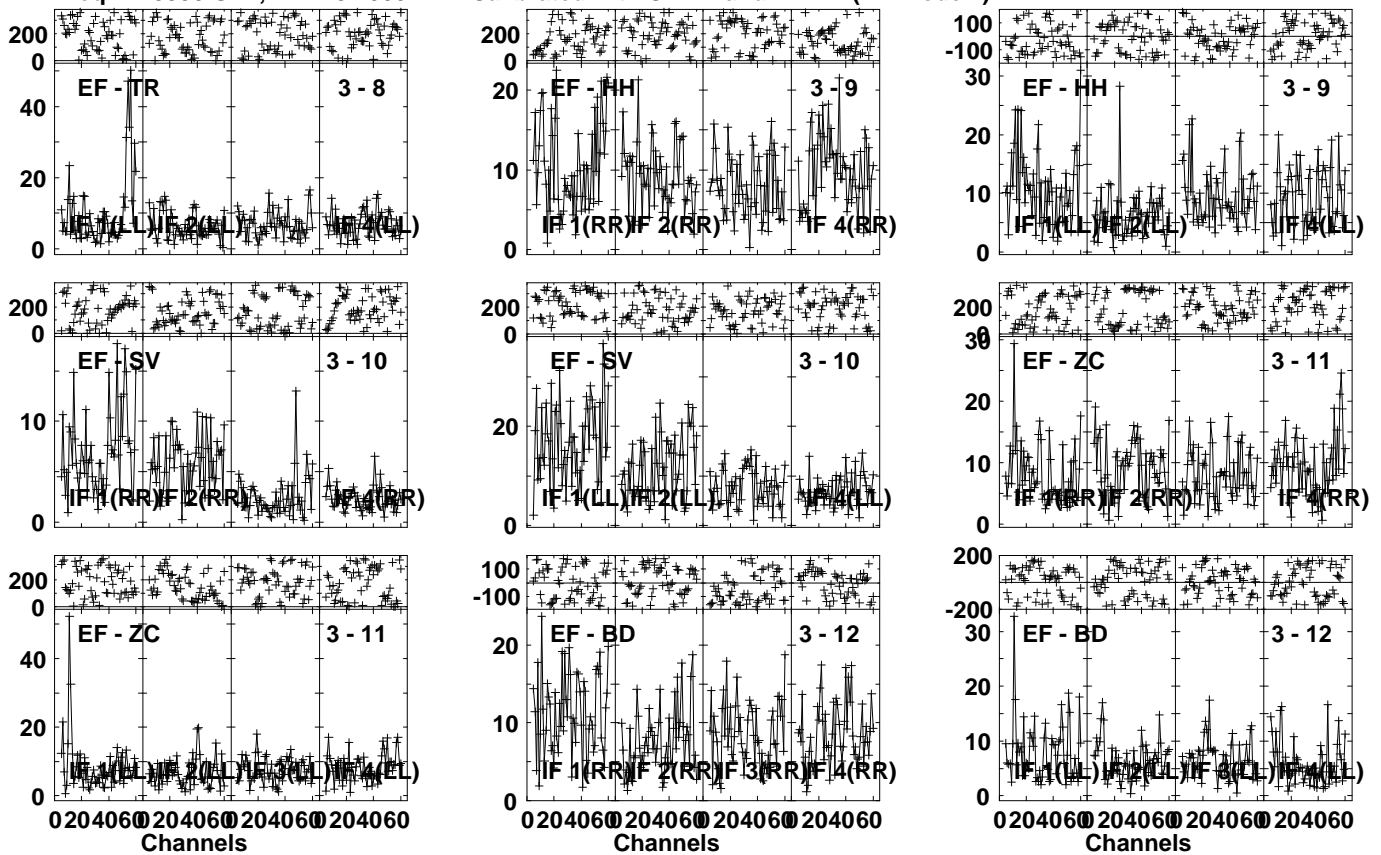 200 200 100
0 0 -100
EF - TR 3 - 8 EF - HH 3 - 9 EF - HH 3 - 9
40 20 30
20 10 20
0 0 10
0
IF 1(LL) IF 2(LL) IF 4(LL) IF 1(RR) IF 2(RR) IF 4(RR) IF 1(LL) IF 2(LL) IF 4(LL)
200 200 200
0 0 0
EF - SV 3 - 10 EF - SV 3 - 10 EF - ZC 3 - 11
10 20 30
0 0 20
10
0
IF 1(RR) IF 2(RR) IF 4(RR) IF 1(LL) IF 2(LL) IF 4(LL) IF 1(RR) IF 2(RR) IF 4(RR)
200 100 200
0 -100 -200
EF - ZC 3 - 11 EF - BD 3 - 12 EF - BD 3 - 12
40 20 30
20 10 20
0 0 10
0
IF 1(LL) IF 2(LL) IF 3(LL) IF 4(LL) IF 1(RR) IF 2(RR) IF 3(RR) IF 4(RR) IF 1(LL) IF 2(LL) IF 3(LL) IF 4(LL)
0 20 40 60 0 20 40 60 0 20 40 60 0 20 40 60 0 20 40 60 0 20 40 60 0 20 40 60 0 20 40 60 0 20 40 60 0 20 40 60 0 20 40 60 0 20 40 60
Channels Channels Channels